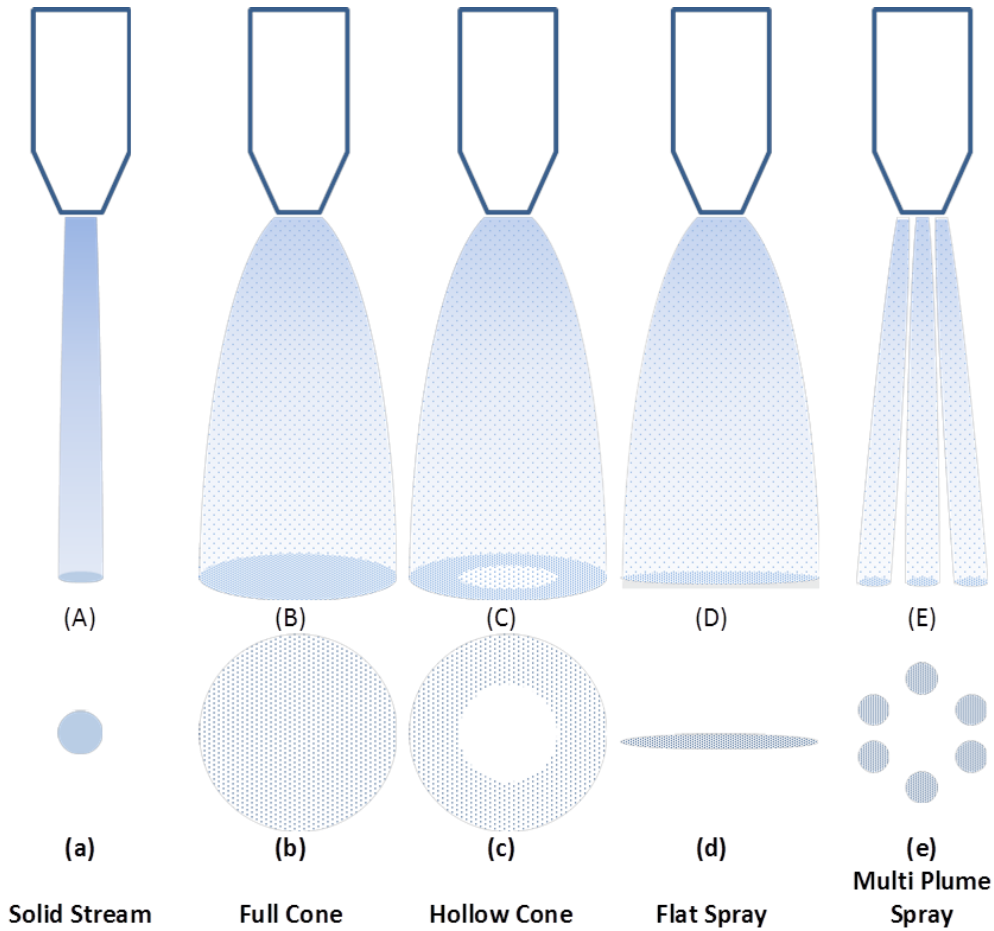 (A) (B) (C) (D) (E)
(a) (b) (c) (d) (e)
Solid Stream Full Cone Hollow Cone Flat Spray Multi Plume
Spray